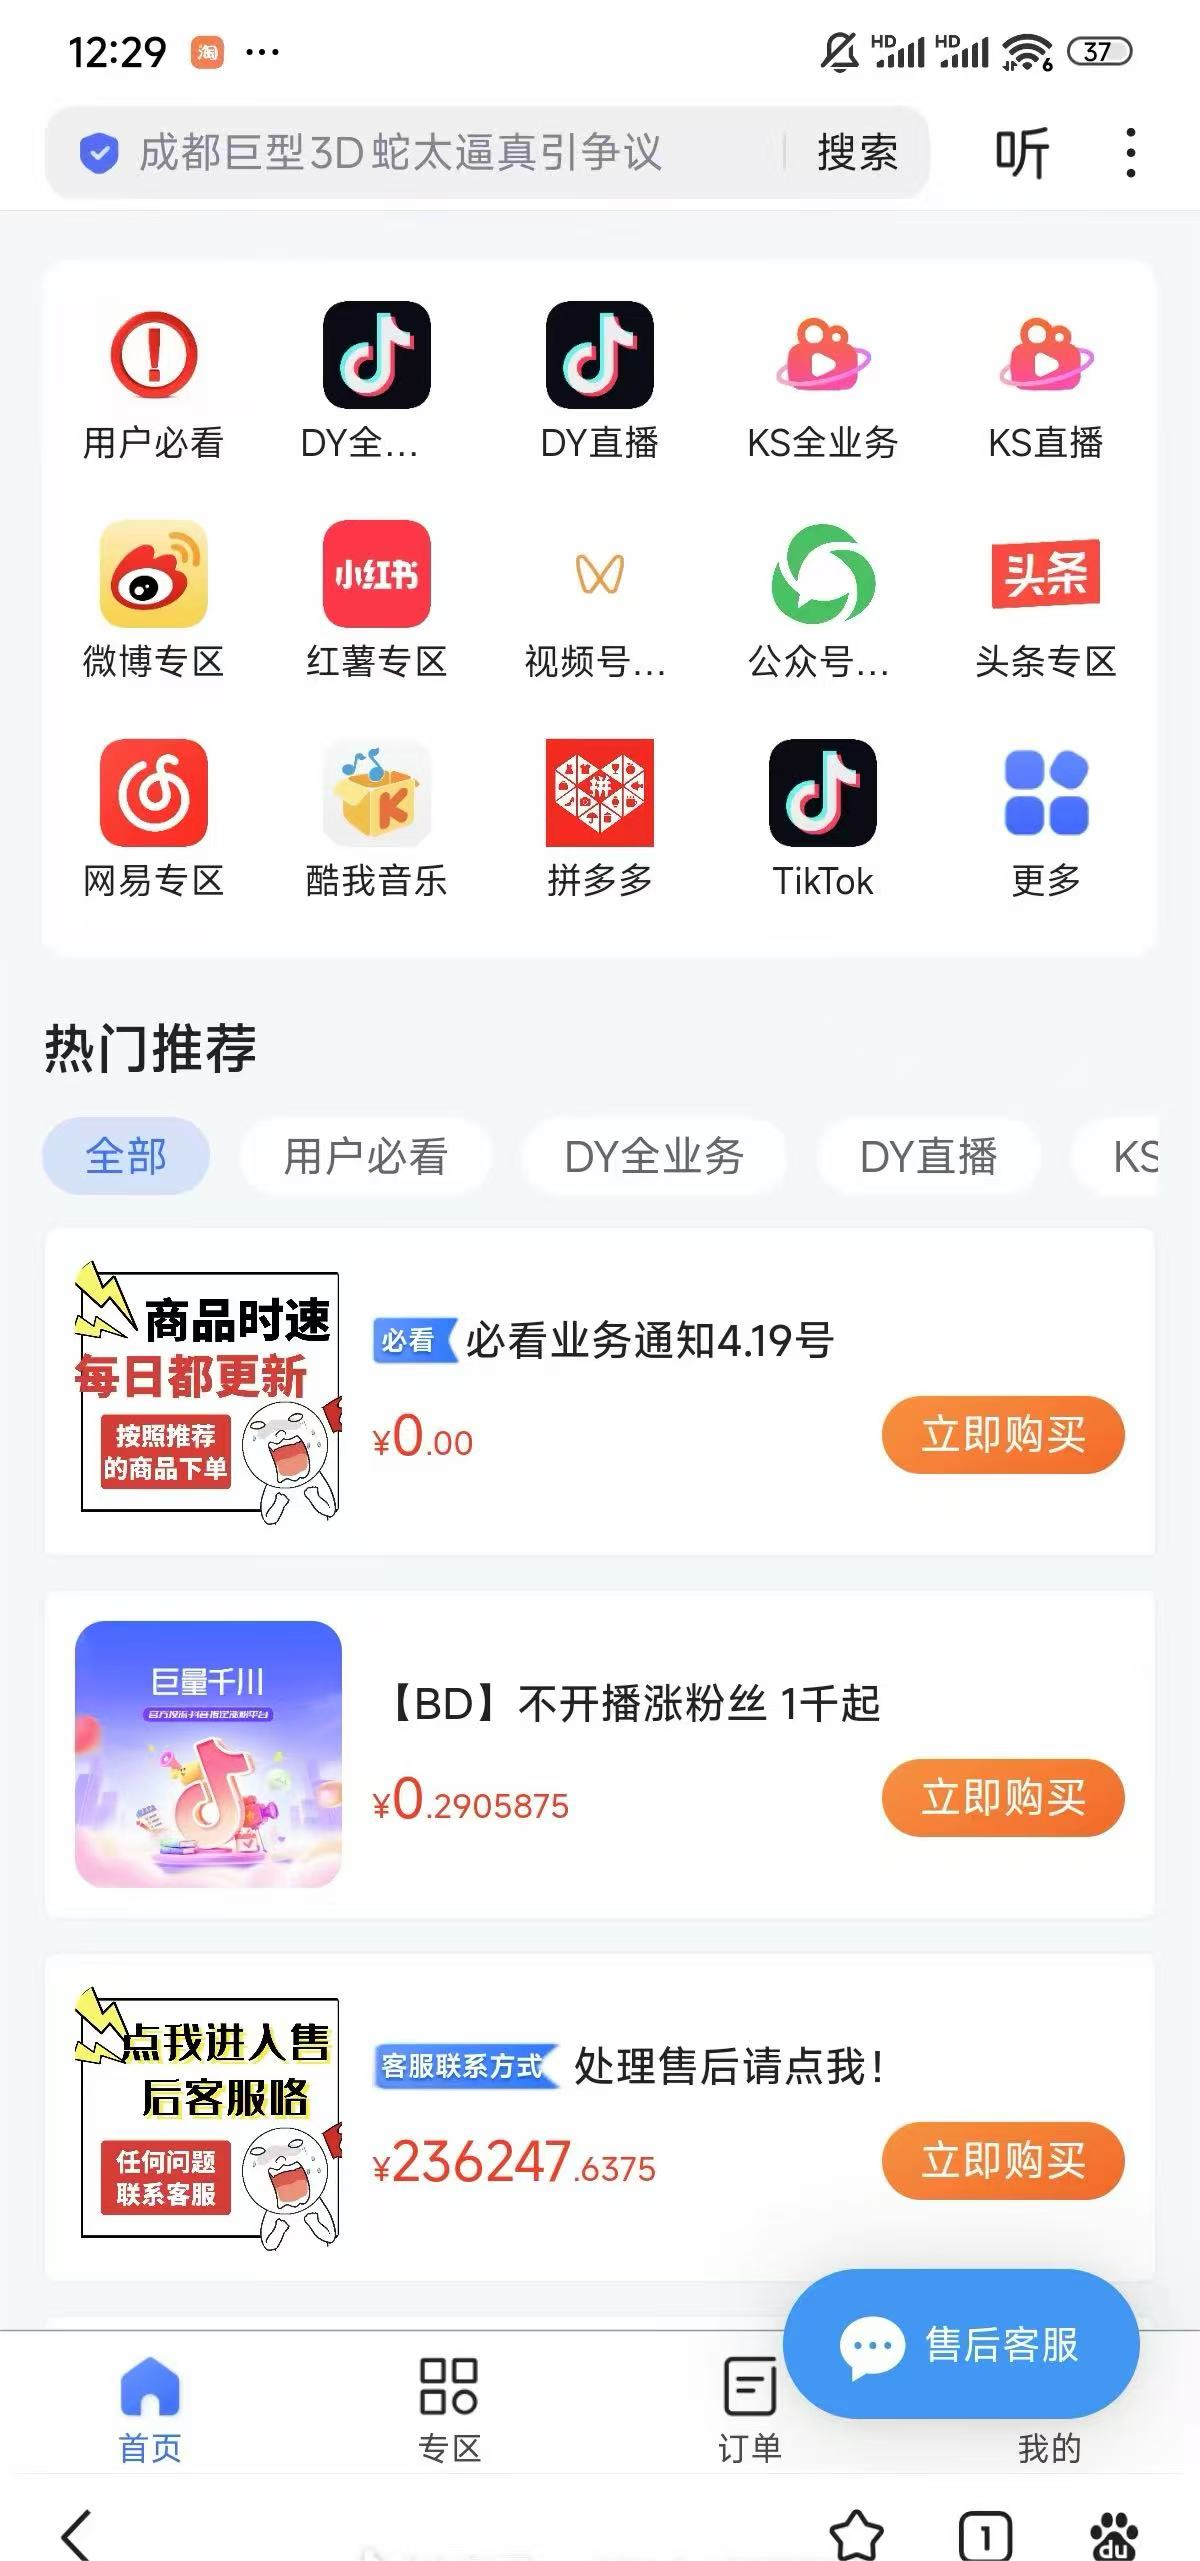 12:29 淘 ... HD HD 6 37
成都巨型3D蛇太逼真引争议 搜索 听
用户必看 DY全... DY直播 KS全业务 KS直播
小红书 头条
微博专区 红薯专区 视频号... 公众号... 头条专区
K 拼
网易专区 酷我音乐 拼多多 TikTok 更多
热门推荐
全部 用户必看 DY全业务 DY直播 KS
商品时速
每日都更新
按照推荐
的商品下单
必看 必看业务通知4.19号
¥0.00
立即购买
巨量千川
【BD】不开播涨粉丝 1千起
¥0.2905875
立即购买
点我进入售
后客服咯
任何问题
联系客服
客服联系方式 处理售后请点我!
¥236247.6375
立即购买
售后客服
首页 专区 订单 我的
1 du